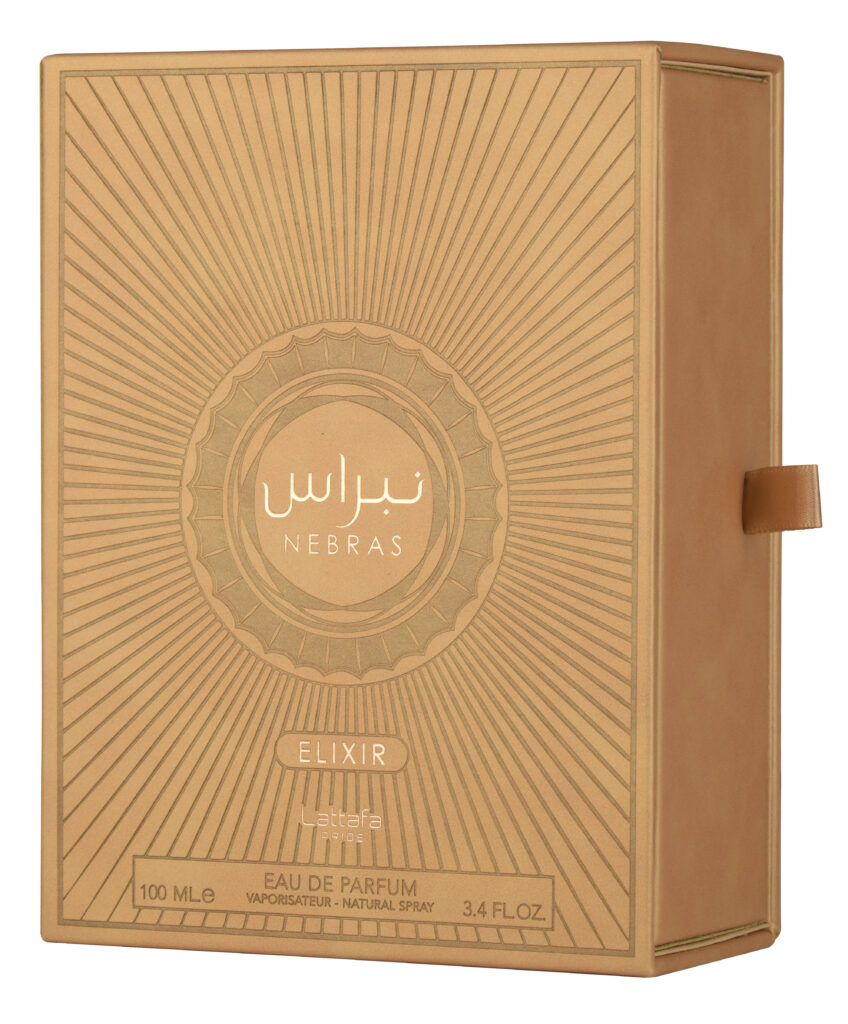 نبراس
NEBRAS
ELIXIR
Lattafa
PRIDE
100 MLe EAU DE PARFUM 3.4 FL.OZ.
VAPORISATEUR - NATURAL SPRAY